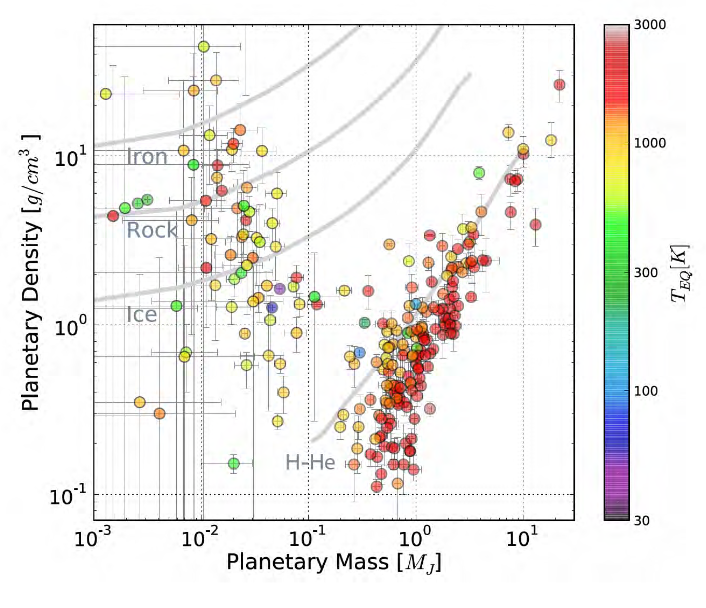 Planetary Density [g/cm³]
10¹
10⁰
10⁻¹
Iron
Rock
Ice
H-He
10⁻³
10⁻²
10⁻¹
10⁰
10¹
Planetary Mass [M_J]
3000
1000
300
100
30
T_EQ[K]